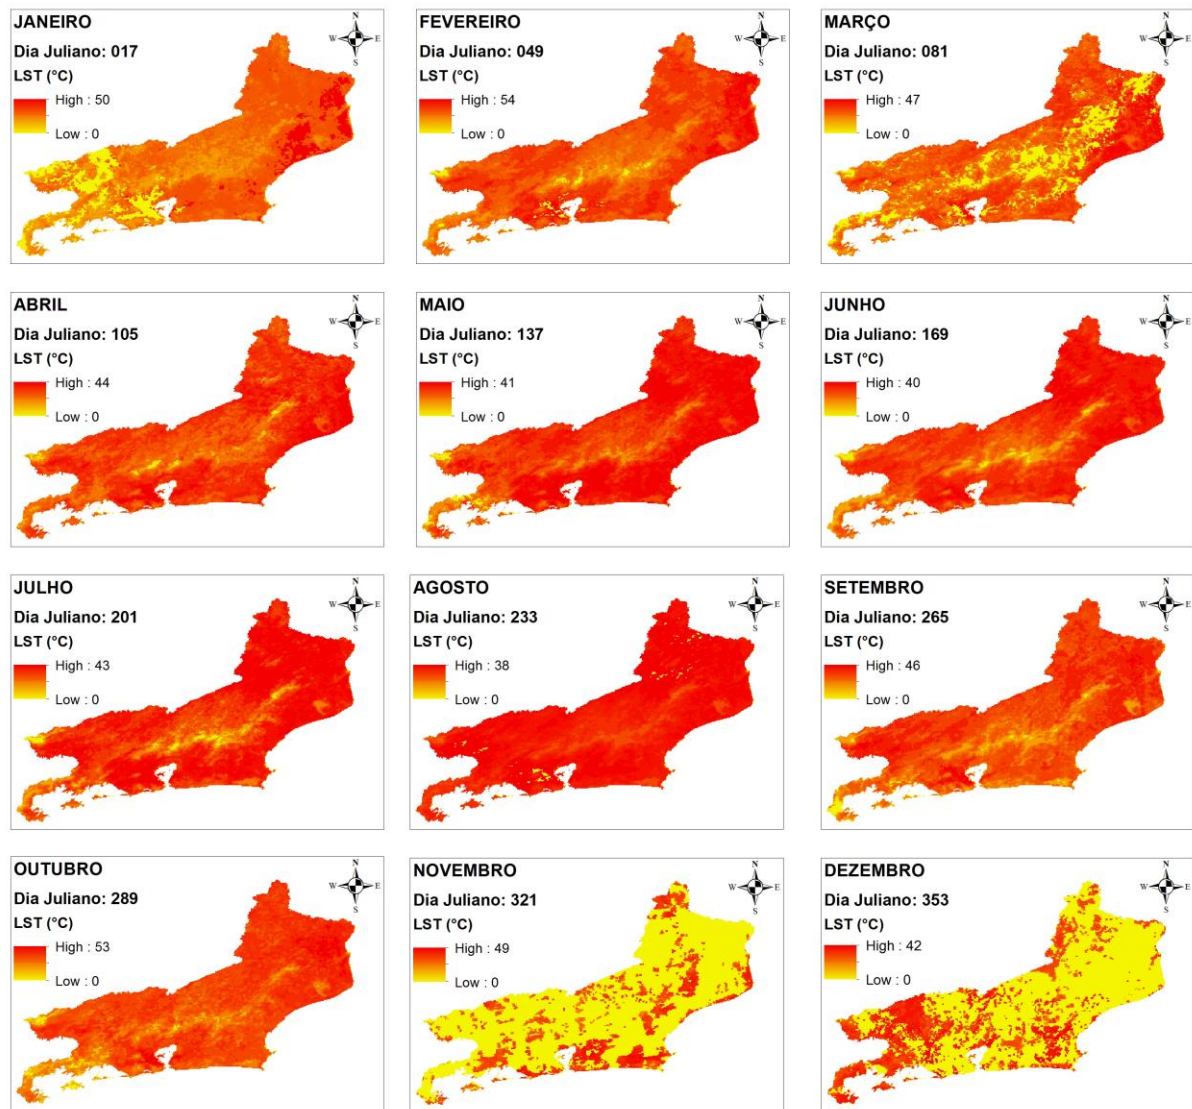 JANEIRO
Dia Juliano: 017
LST (°C)
High : 50
Low : 0
N
W E
S
FEVEREIRO
Dia Juliano: 049
LST (°C)
High : 54
Low : 0
N
W E
S
MARÇO
Dia Juliano: 081
LST (°C)
High : 47
Low : 0
N
W E
S
ABRIL
Dia Juliano: 105
LST (°C)
High : 44
Low : 0
N
W E
S
MAIO
Dia Juliano: 137
LST (°C)
High : 41
Low : 0
N
W E
S
JUNHO
Dia Juliano: 169
LST (°C)
High : 40
Low : 0
N
W E
S
JULHO
Dia Juliano: 201
LST (°C)
High : 43
Low : 0
N
W E
S
AGOSTO
Dia Juliano: 233
LST (°C)
High : 38
Low : 0
N
W E
S
SETEMBRO
Dia Juliano: 265
LST (°C)
High : 46
Low : 0
N
W E
S
OUTUBRO
Dia Juliano: 289
LST (°C)
High : 53
Low : 0
N
W E
S
NOVEMBRO
Dia Juliano: 321
LST (°C)
High : 49
Low : 0
N
W E
S
DEZEMBRO
Dia Juliano: 353
LST (°C)
High : 42
Low : 0
N
W E
S